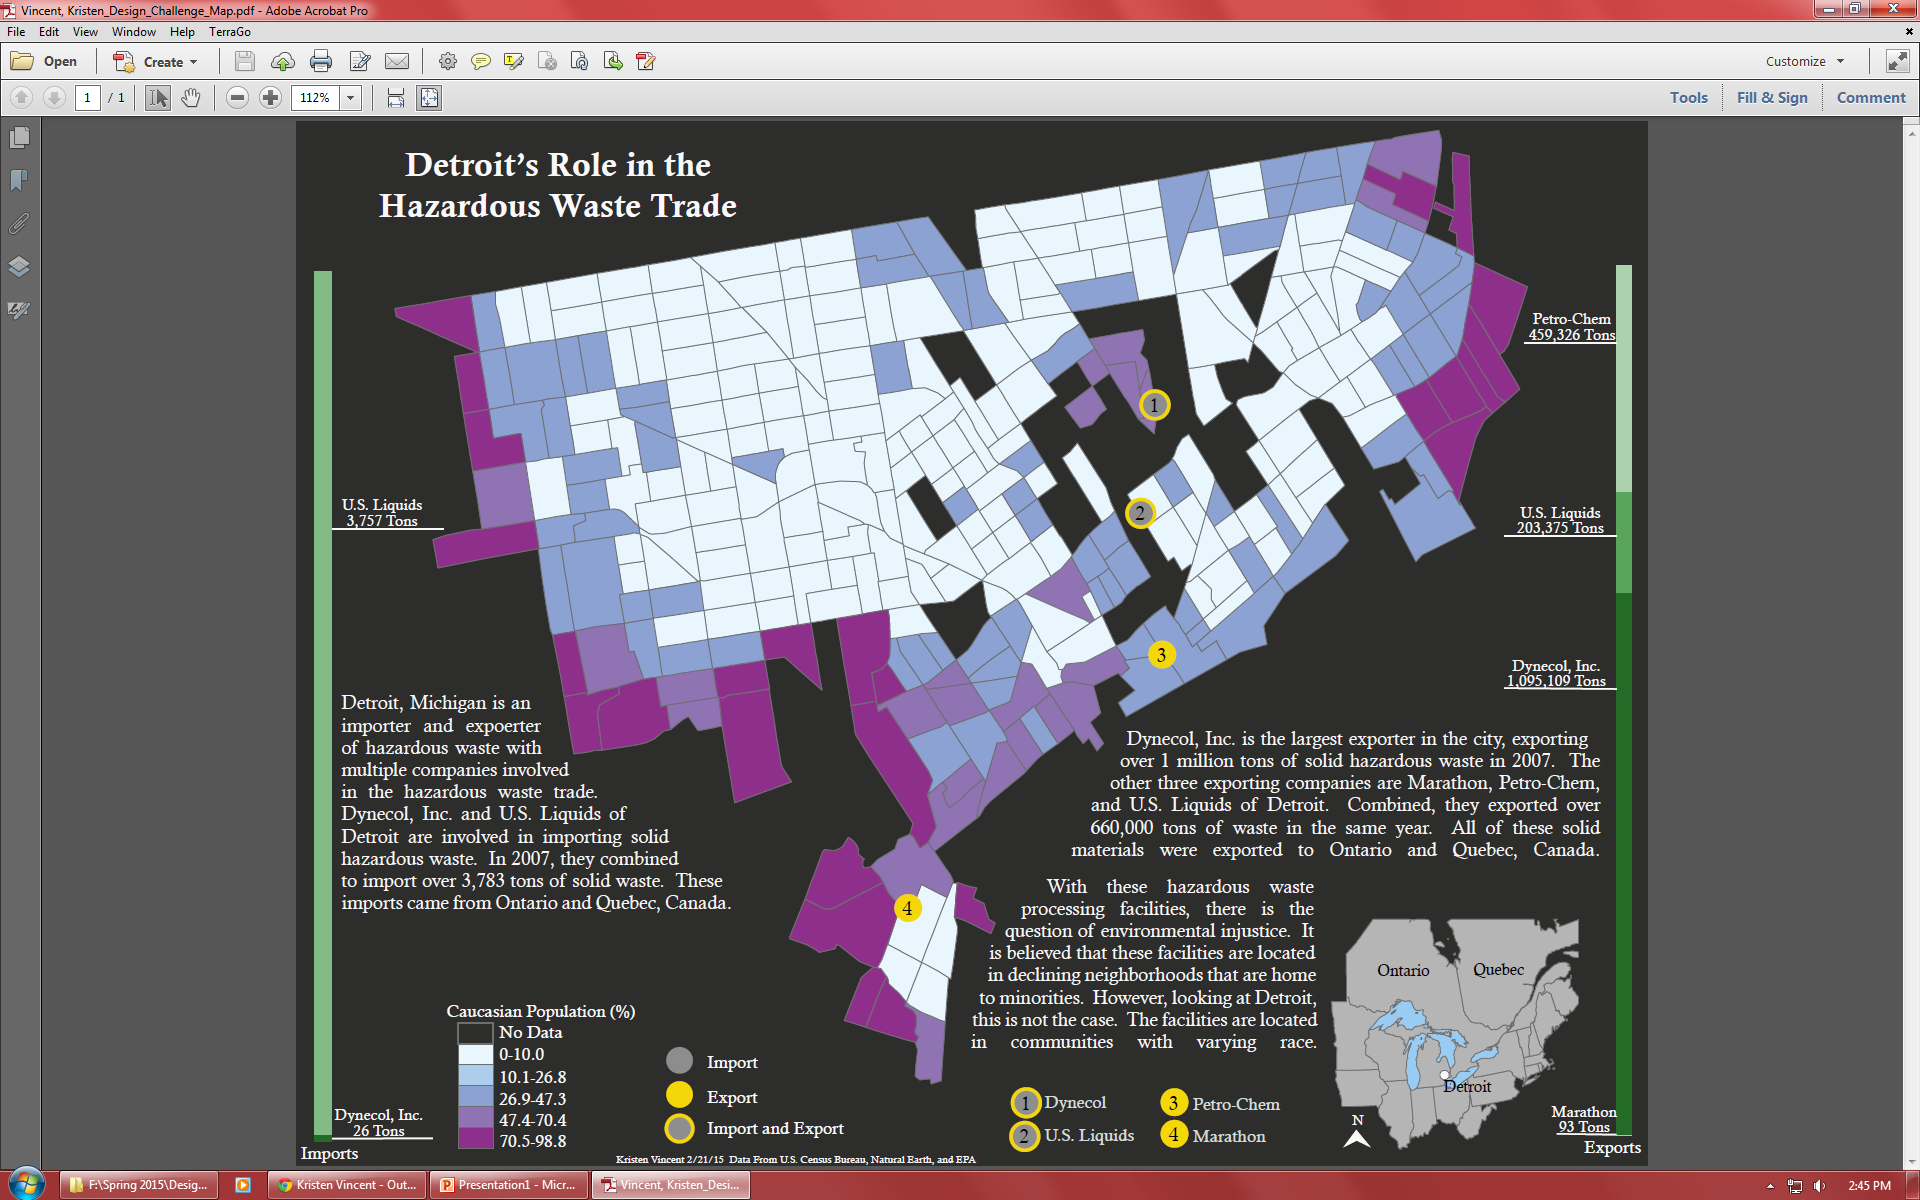 Vincent, Kristen_Design_Challenge_Map.pdf - Adobe Acrobat Pro
File Edit View Window Help TerraGo
Open Create Customize
1 / 1 112% Tools Fill & Sign Comment
Detroit's Role in the
Hazardous Waste Trade
U.S. Liquids
3,757 Tons
Dynecol, Inc.
26 Tons
Imports
Petro-Chem
459,326 Tons
U.S. Liquids
203,375 Tons
Dynecol, Inc.
1,095,109 Tons
Marathon
93 Tons
Exports
1
2
3
4
Detroit, Michigan is an
importer and expoerter
of hazardous waste with
multiple companies involved
in the hazardous waste trade.
Dynecol, Inc. and U.S. Liquids of
Detroit are involved in importing solid
hazardous waste. In 2007, they combined
to import over 3,783 tons of solid waste. These
imports came from Ontario and Quebec, Canada.
Dynecol, Inc. is the largest exporter in the city, exporting
over 1 million tons of solid hazardous waste in 2007. The
other three exporting companies are Marathon, Petro-Chem,
and U.S. Liquids of Detroit. Combined, they exported over
660,000 tons of waste in the same year. All of these solid
materials were exported to Ontario and Quebec, Canada.
With these hazardous waste
processing facilities, there is the
question of environmental injustice. It
is believed that these facilities are located
in declining neighborhoods that are home
to minorities. However, looking at Detroit,
this is not the case. The facilities are located
in communities with varying race.
Caucasian Population (%)
No Data
0-10.0
10.1-26.8
26.9-47.3
47.4-70.4
70.5-98.8
Import
Export
Import and Export
1 Dynecol
2 U.S. Liquids
3 Petro-Chem
4 Marathon
Ontario
Quebec
Detroit
N
Kristen Vincent 2/21/15 Data From U.S. Census Bureau, Natural Earth, and EPA
F:\Spring 2015\Desig...
Kristen Vincent - Out...
Presentation1 - Micr...
Vincent, Kristen_Desi...
2:45 PM